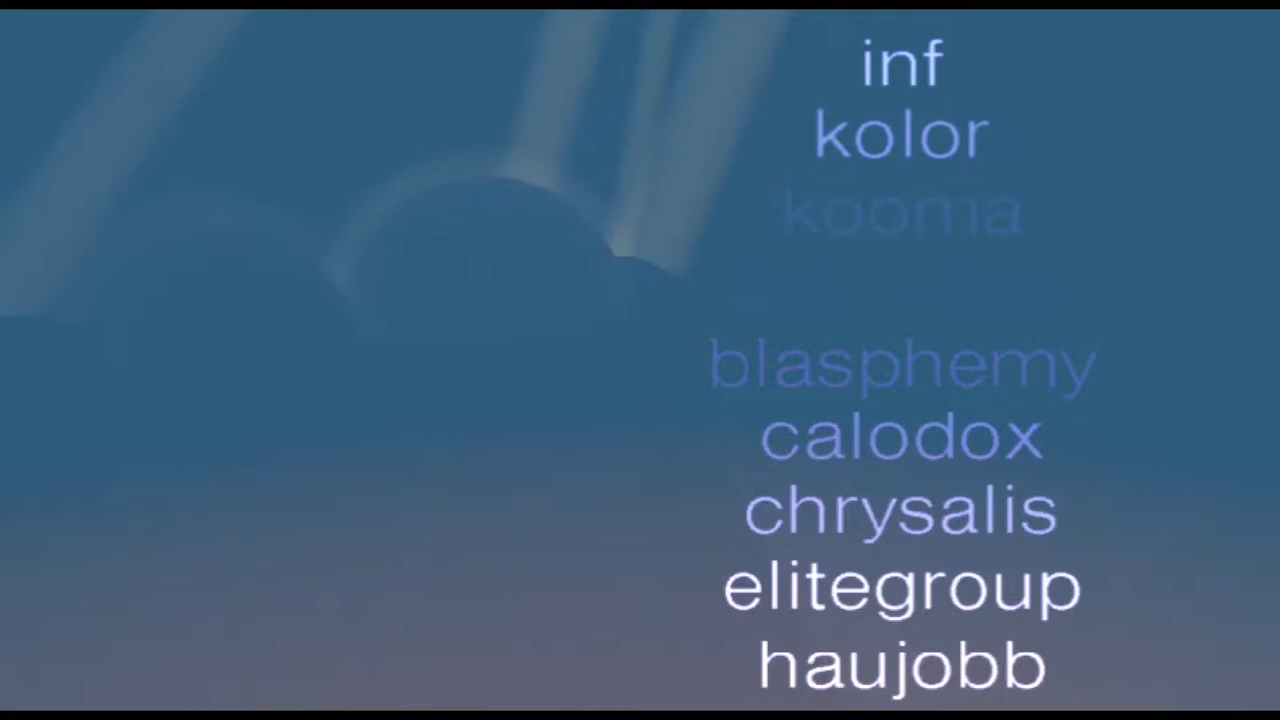 inf
kolor
kooma
blasphemy
calodox
chrysalis
elitegroup
haujobb